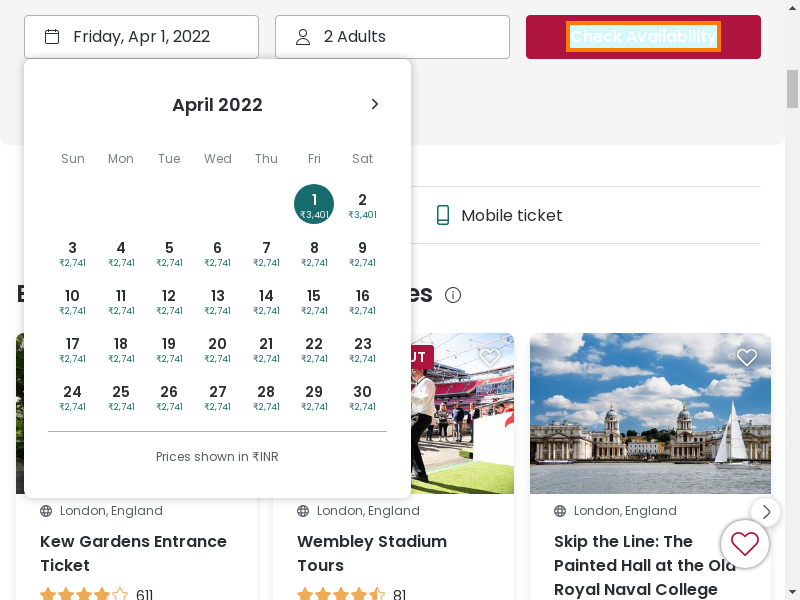 Friday, Apr 1, 2022
2 Adults
Check Availability
April 2022
Sun Mon Tue Wed Thu Fri Sat
1 2
₹3,401 ₹3,401
3 4 5 6 7 8 9
₹2,741 ₹2,741 ₹2,741 ₹2,741 ₹2,741 ₹2,741 ₹2,741
10 11 12 13 14 15 16
₹2,741 ₹2,741 ₹2,741 ₹2,741 ₹2,741 ₹2,741 ₹2,741
17 18 19 20 21 22 23
₹2,741 ₹2,741 ₹2,741 ₹2,741 ₹2,741 ₹2,741 ₹2,741
24 25 26 27 28 29 30
₹2,741 ₹2,741 ₹2,741 ₹2,741 ₹2,741 ₹2,741 ₹2,741
Prices shown in ₹INR
Mobile ticket
London, England
Kew Gardens Entrance
Ticket
611
London, England
Wembley Stadium
Tours
81
London, England
Skip the Line: The
Painted Hall at the Old
Royal Naval College